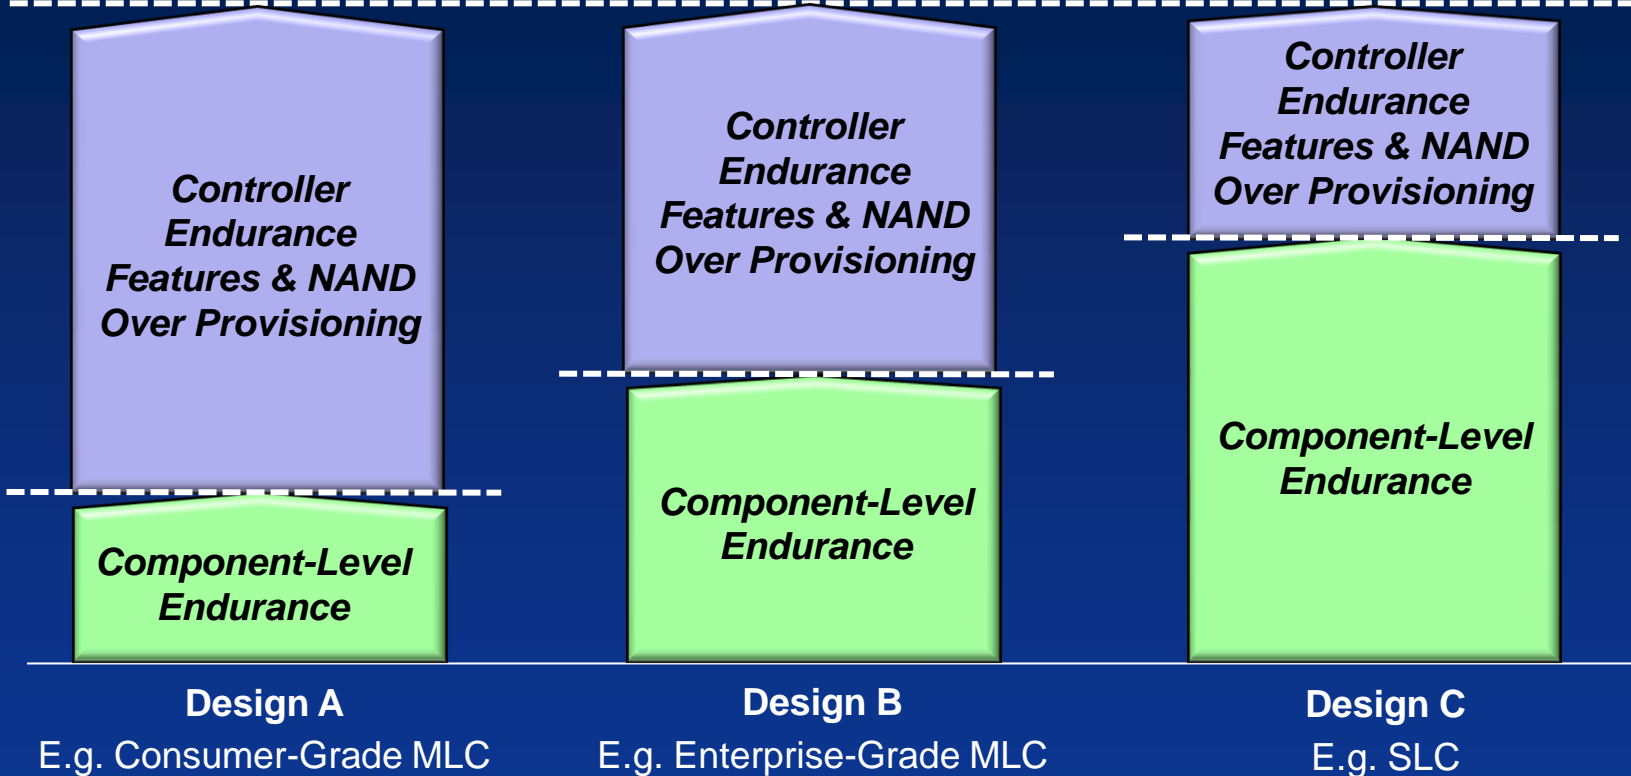 Controller
Endurance
Features & NAND
Over Provisioning
Component-Level
Endurance
Design A
E.g. Consumer-Grade MLC
Controller
Endurance
Features & NAND
Over Provisioning
Component-Level
Endurance
Design B
E.g. Enterprise-Grade MLC
Controller
Endurance
Features & NAND
Over Provisioning
Component-Level
Endurance
Design C
E.g. SLC